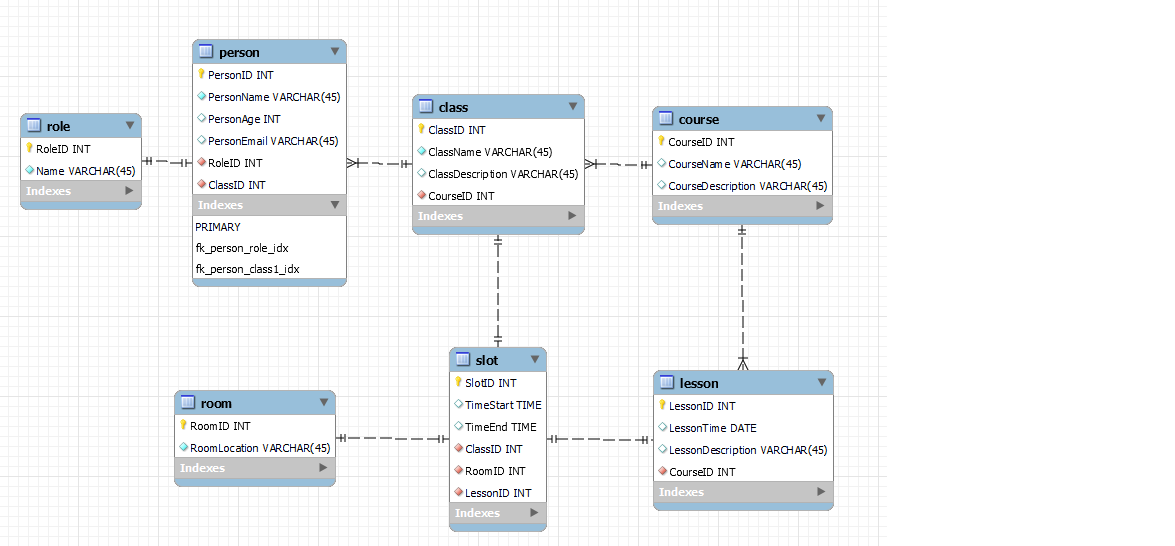 role
RoleID INT
Name VARCHAR(45)
Indexes
person
PersonID INT
PersonName VARCHAR(45)
PersonAge INT
PersonEmail VARCHAR(45)
RoleID INT
ClassID INT
Indexes
PRIMARY
fk_person_role_idx
fk_person_class1_idx
class
ClassID INT
ClassName VARCHAR(45)
ClassDescription VARCHAR(45)
CourseID INT
Indexes
course
CourseID INT
CourseName VARCHAR(45)
CourseDescription VARCHAR(45)
Indexes
room
RoomID INT
RoomLocation VARCHAR(45)
Indexes
slot
SlotID INT
TimeStart TIME
TimeEnd TIME
ClassID INT
RoomID INT
LessonID INT
Indexes
lesson
LessonID INT
LessonTime DATE
LessonDescription VARCHAR(45)
CourseID INT
Indexes